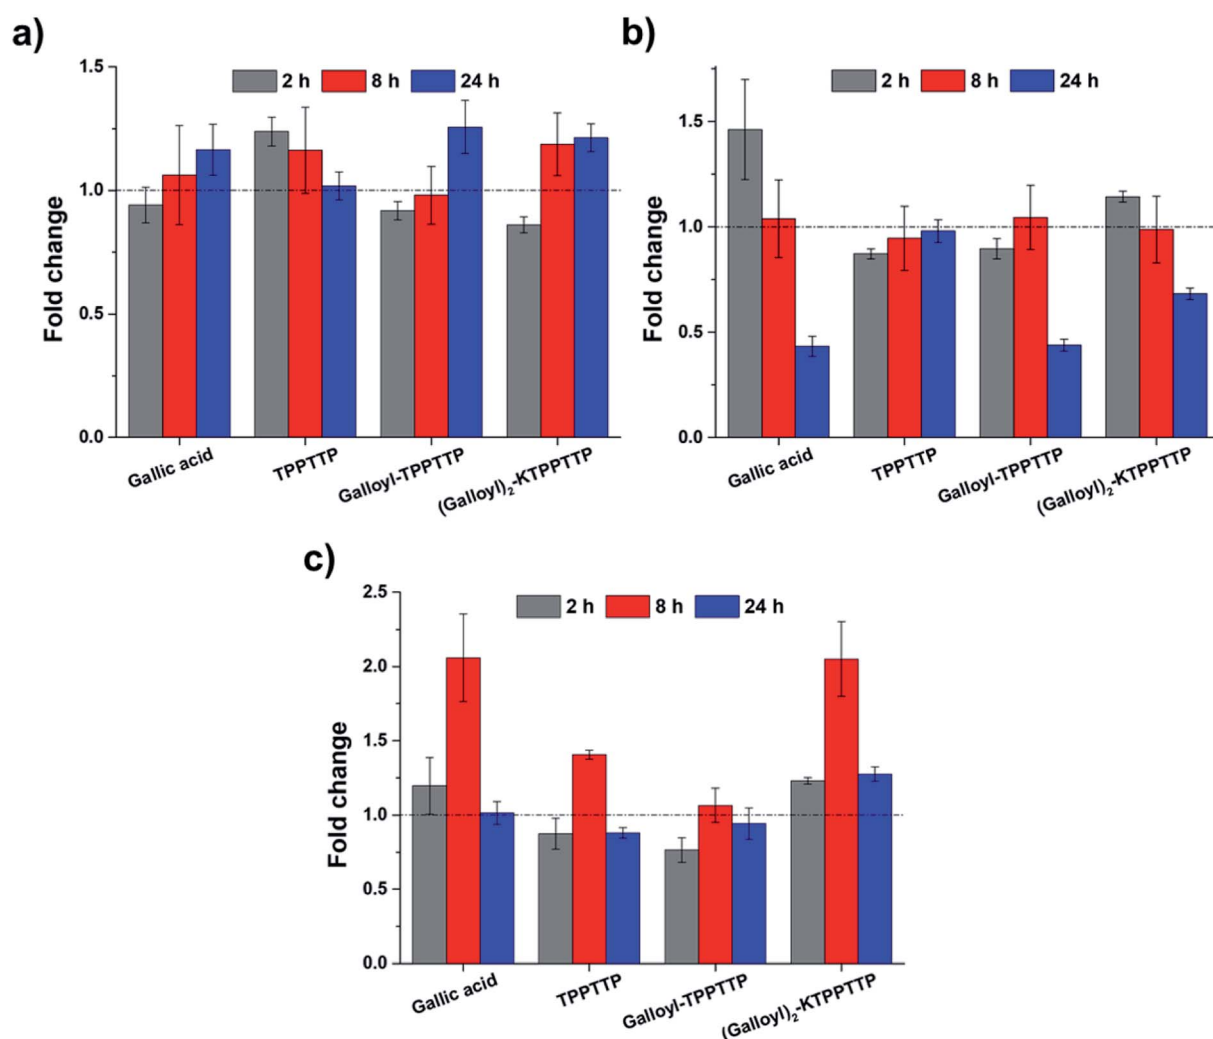 a)
2 h 8 h 24 h
1.5
1.0
0.5
0.0
Fold change
Gallic acid
TPPTTP
Galloyl-TPPTTP
(Galloyl)₂-KTPPTTP
b)
2 h 8 h 24 h
1.5
1.0
0.5
0.0
Fold change
Gallic acid
TPPTTP
Galloyl-TPPTTP
(Galloyl)₂-KTPPTTP
c)
2 h 8 h 24 h
2.5
2.0
1.5
1.0
0.5
0.0
Fold change
Gallic acid
TPPTTP
Galloyl-TPPTTP
(Galloyl)₂-KTPPTTP